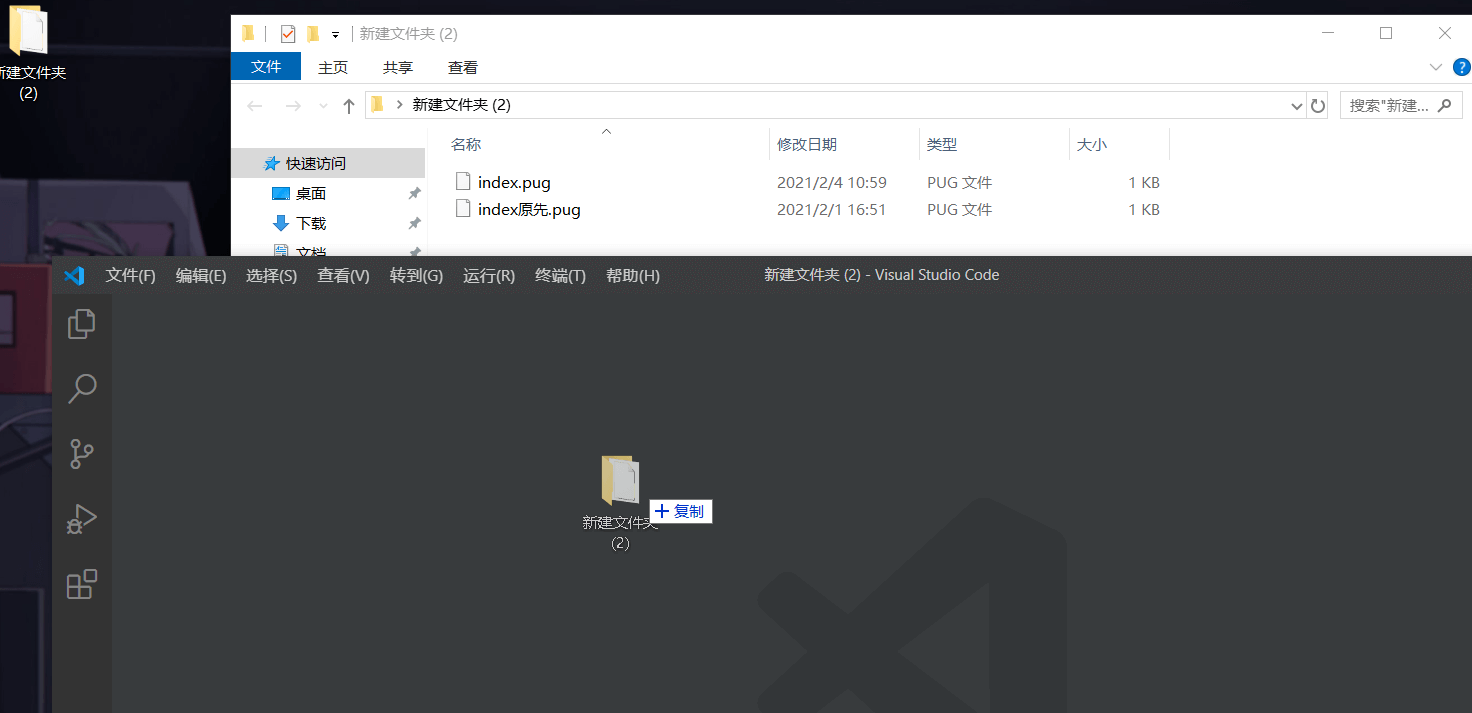 新建文件夹
(2)
新建文件夹 (2)
文件 主页 共享 查看
新建文件夹 (2) 搜索"新建...
名称 修改日期 类型 大小
快速访问
桌面
下载
文档
index.pug 2021/2/4 10:59 PUG 文件 1 KB
index原先.pug 2021/2/1 16:51 PUG 文件 1 KB
文件(F) 编辑(E) 选择(S) 查看(V) 转到(G) 运行(R) 终端(T) 帮助(H) 新建文件夹 (2) - Visual Studio Code
新建文件夹
(2)
复制